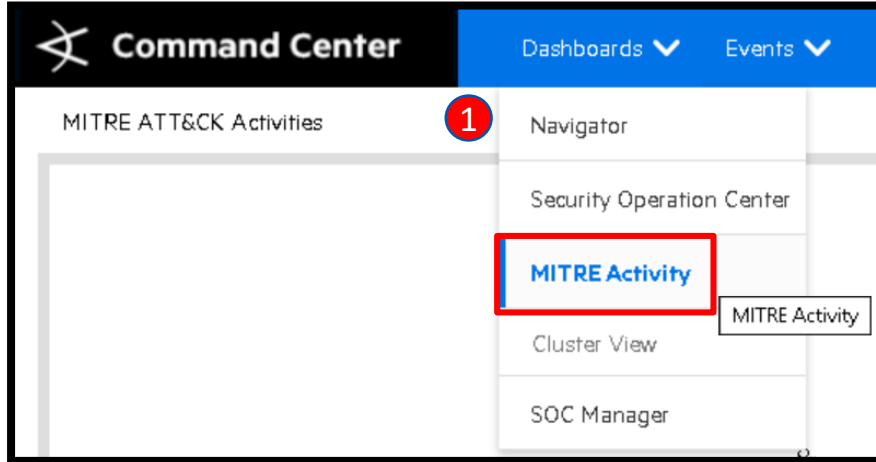 Command Center
Dashboards
Events
MITRE ATT&CK Activities
1
Navigator
Security Operation Center
MITRE Activity
MITRE Activity
Cluster View
SOC Manager